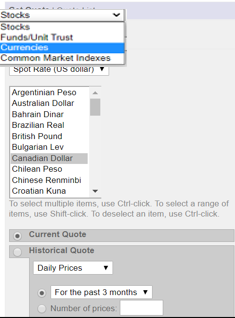 Stocks
Stocks
Funds/Unit Trust
Currencies
Common Market Indexes
Spot Rate (US dollar)
Argentinian Peso
Australian Dollar
Bahrain Dinar
Brazilian Real
British Pound
Bulgarian Lev
Canadian Dollar
Chilean Peso
Chinese Renminbi
Croatian Kuna
To select multiple items, use Ctrl-click. To select a range of
items, use Shift-click. To deselect an item, use Ctrl-click.
Current Quote
Historical Quote
Daily Prices
For the past 3 months
Number of prices: